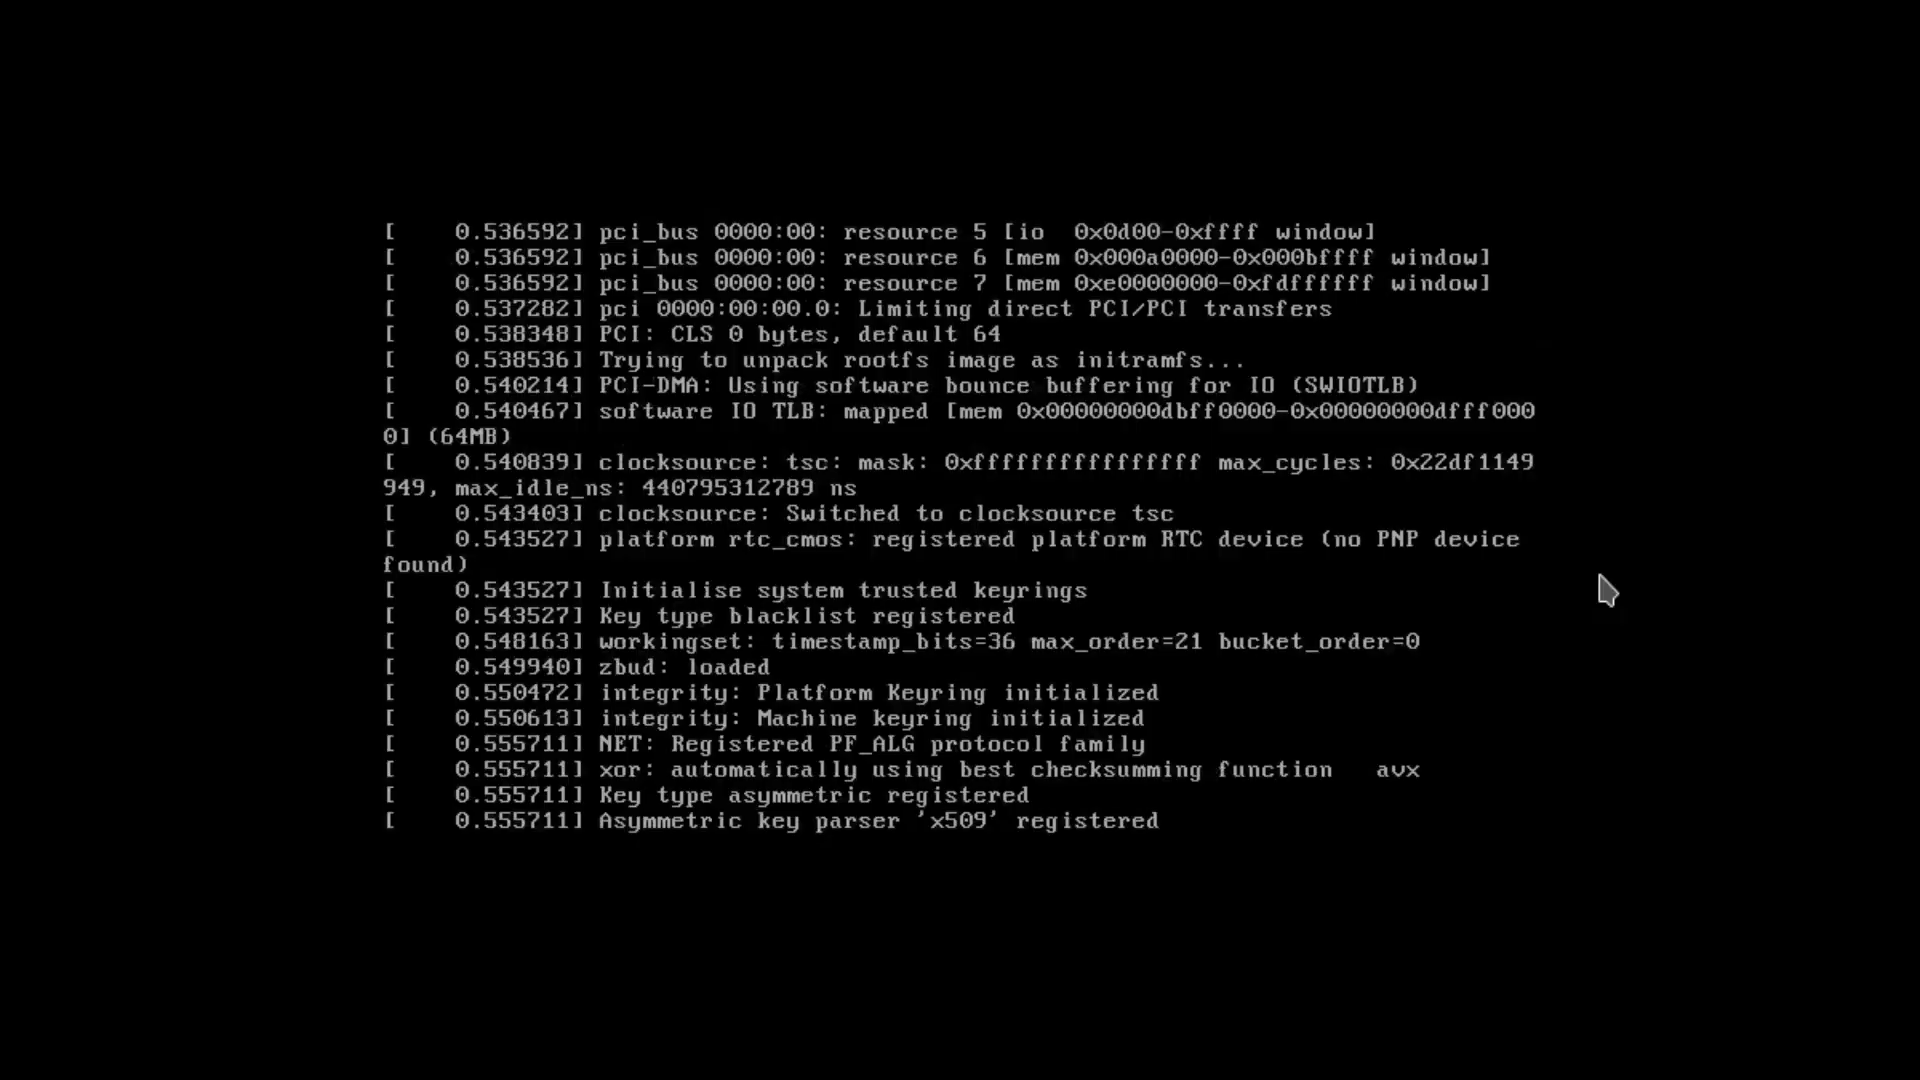 [    0.536592] pci_bus 0000:00: resource 5 [io  0x0d00-0xffff window]
[    0.536592] pci_bus 0000:00: resource 6 [mem 0x000a0000-0x000bffff window]
[    0.536592] pci_bus 0000:00: resource 7 [mem 0xe0000000-0xfdffffff window]
[    0.537282] pci 0000:00:00.0: Limiting direct PCI/PCI transfers
[    0.538348] PCI: CLS 0 bytes, default 64
[    0.538536] Trying to unpack rootfs image as initramfs...
[    0.540214] PCI-DMA: Using software bounce buffering for IO (SWIOTLB)
[    0.540467] software IO TLB: mapped [mem 0x00000000dbff0000-0x00000000dfff000
0] (64MB)
[    0.540839] clocksource: tsc: mask: 0xffffffffffffffff max_cycles: 0x22df1149
949, max_idle_ns: 440795312789 ns
[    0.543403] clocksource: Switched to clocksource tsc
[    0.543527] platform rtc_cmos: registered platform RTC device (no PNP device
found)
[    0.543527] Initialise system trusted keyrings
[    0.543527] Key type blacklist registered
[    0.548163] workingset: timestamp_bits=36 max_order=21 bucket_order=0
[    0.549940] zbud: loaded
[    0.550472] integrity: Platform Keyring initialized
[    0.550613] integrity: Machine keyring initialized
[    0.555711] NET: Registered PF_ALG protocol family
[    0.555711] xor: automatically using best checksumming function   avx
[    0.555711] Key type asymmetric registered
[    0.555711] Asymmetric key parser 'x509' registered